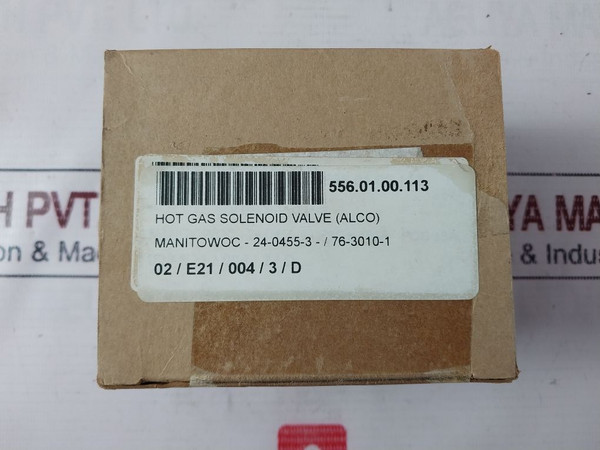 556.01.00.113
HOT GAS SOLENOID VALVE (ALCO)
MANITOWOC - 24-0455-3 - / 76-3010-1
02 / E21 / 004 / 3 / D
H PVT
YA MA
on & Ma
& Indus